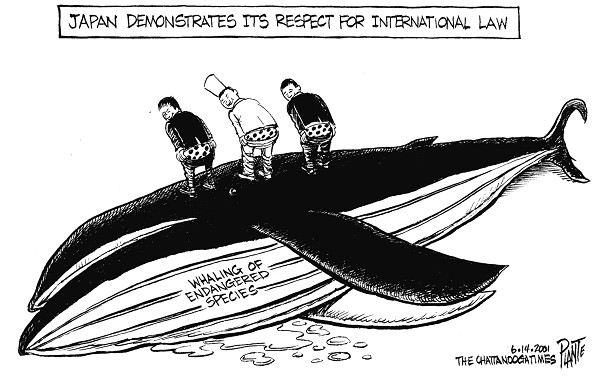 JAPAN DEMONSTRATES ITS RESPECT FOR INTERNATIONAL LAW
WHALING OF
ENDANGERED
SPECIES
6·14·2001
THE CHATTANOOGA TIMES
PLANTE